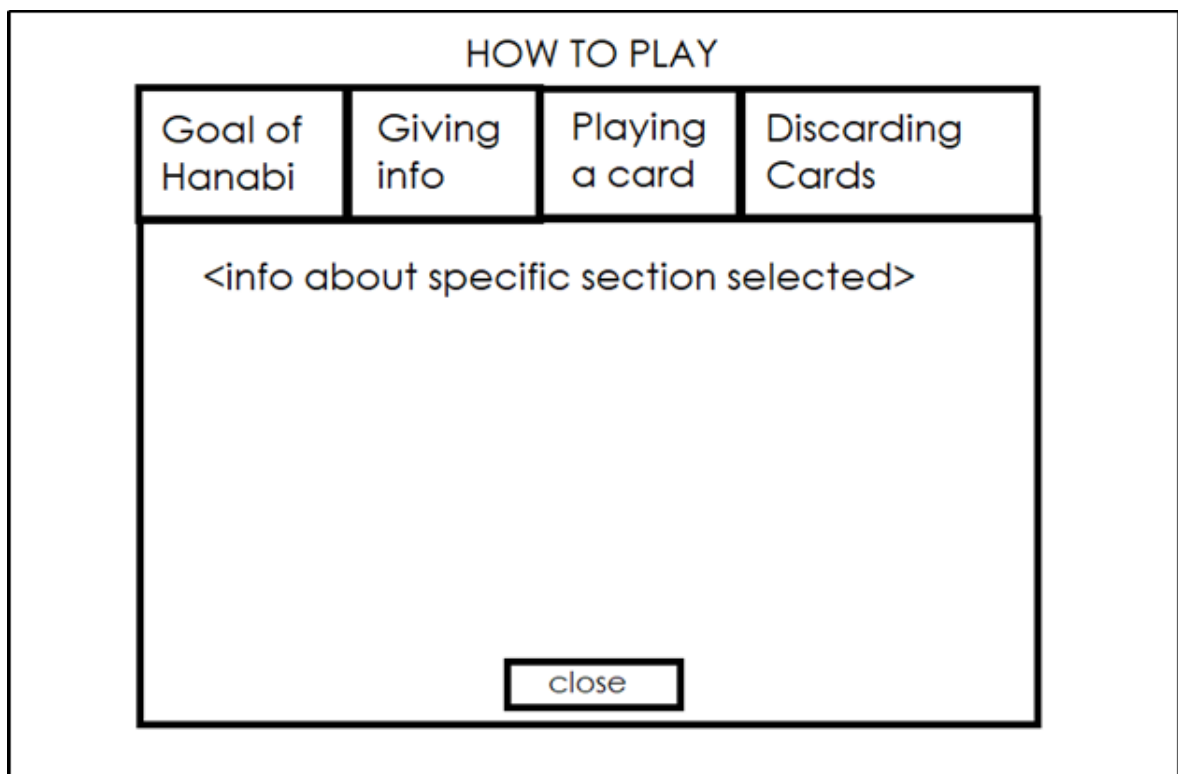 HOW TO PLAY
Goal of
Hanabi
Giving
info
Playing
a card
Discarding
Cards
<info about specific section selected>
close